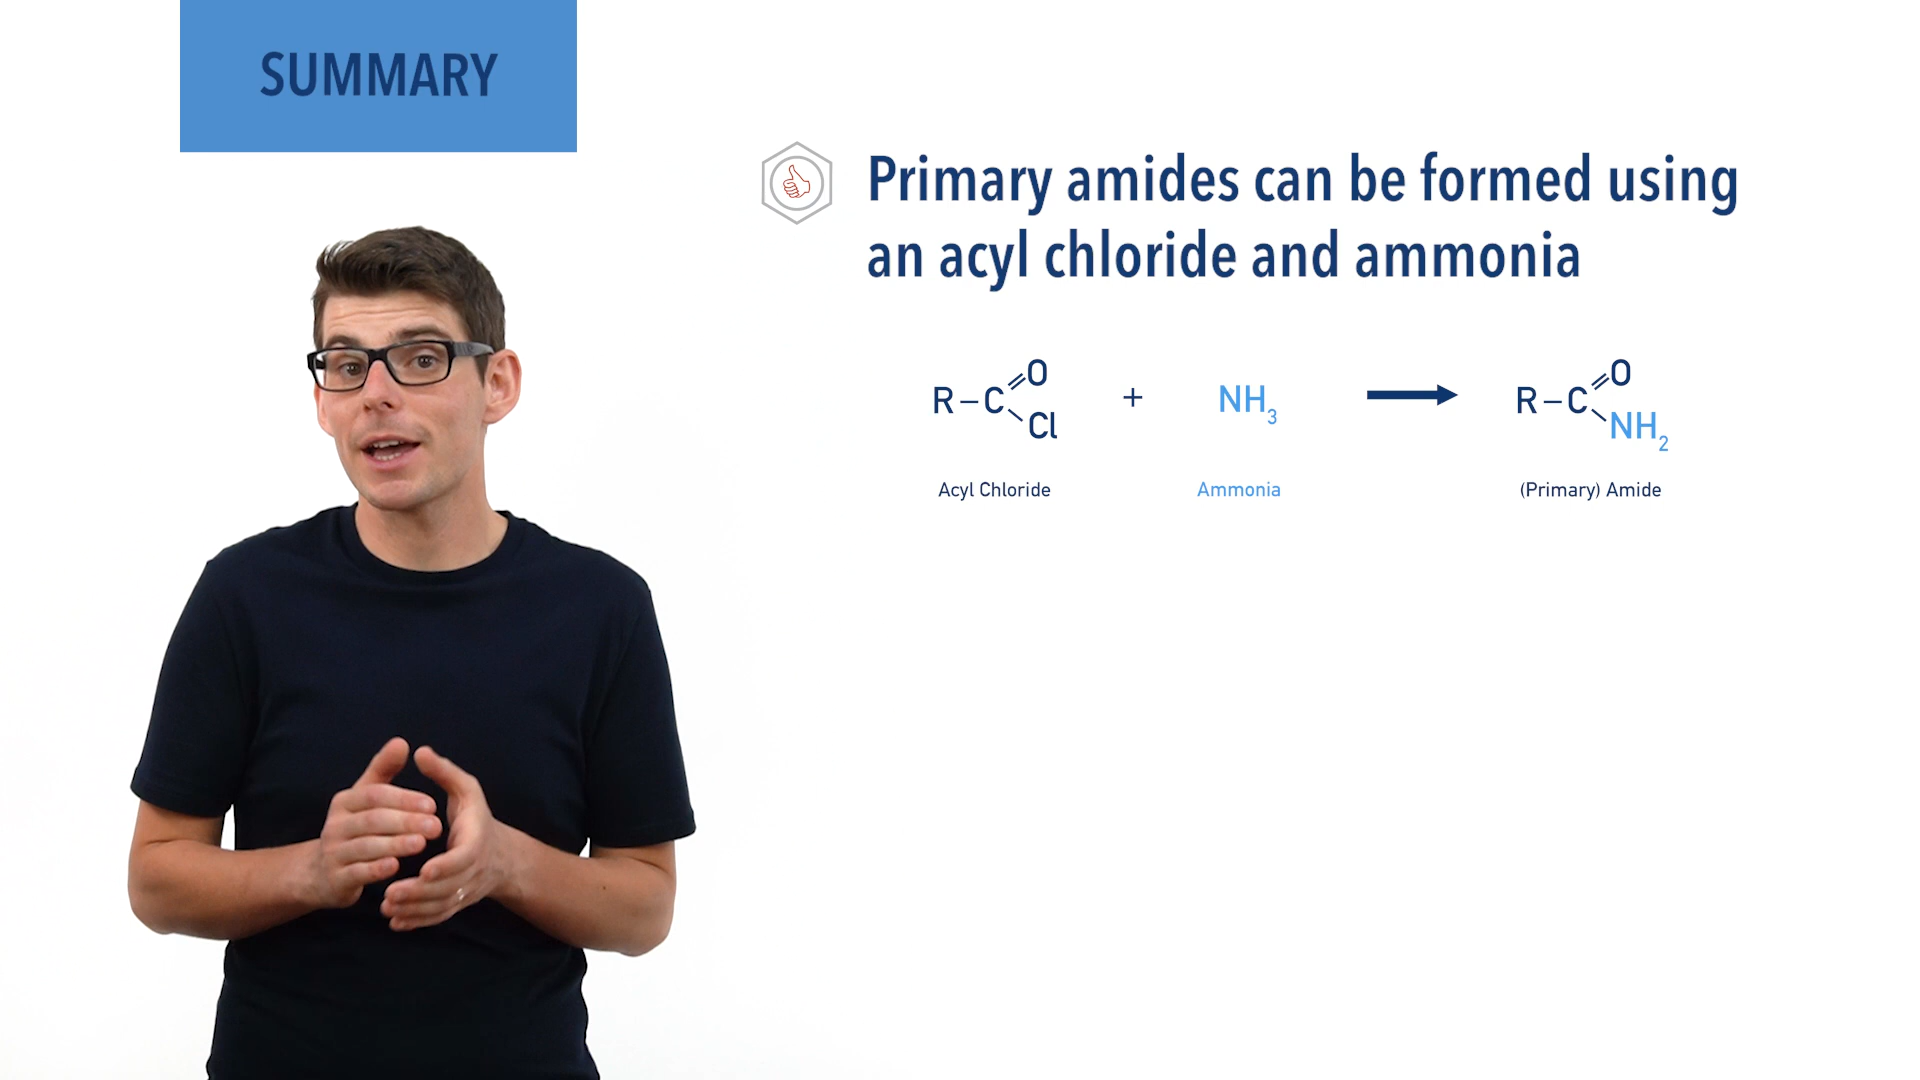 SUMMARY
Primary amides can be formed using
an acyl chloride and ammonia
R–C
O
Cl
+
NH3
R–C
O
NH2
Acyl Chloride
Ammonia
(Primary) Amide